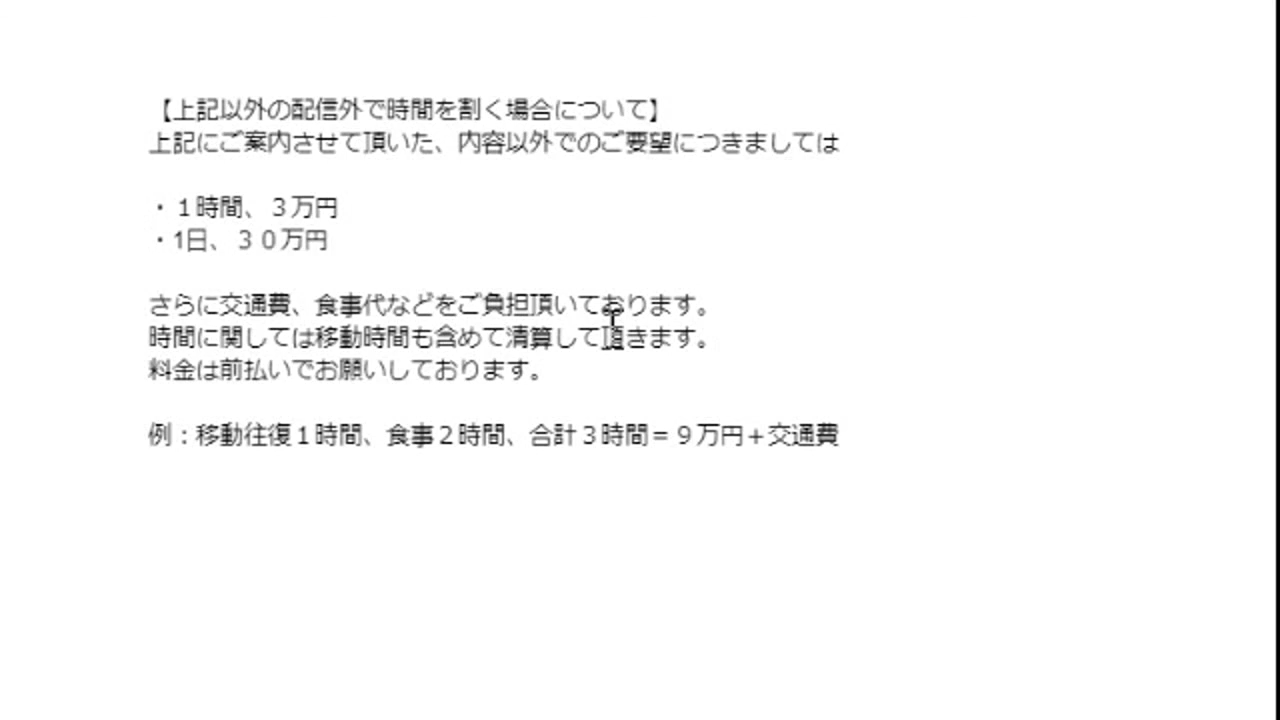 【上記以外の配信外で時間を割く場合について】
上記にご案内させて頂いた、内容以外でのご要望につきましては
・１時間、３万円
・1日、３０万円
さらに交通費、食事代などをご負担頂いております。
時間に関しては移動時間も含めて清算して頂きます。
料金は前払いでお願いしております。
例：移動往復１時間、食事２時間、合計３時間＝９万円＋交通費